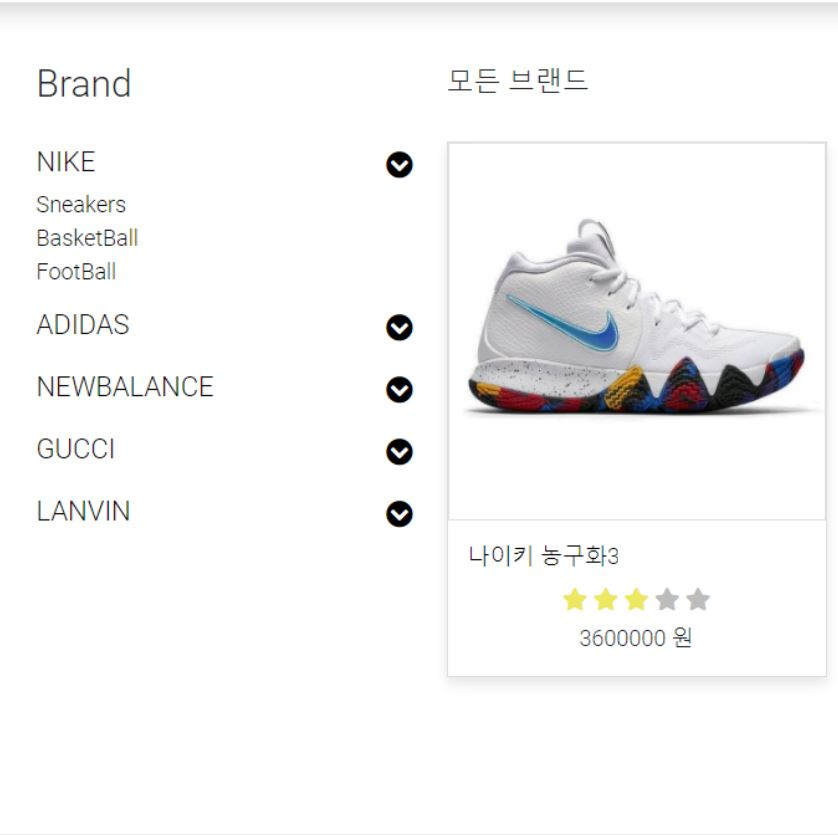 Brand
NIKE
Sneakers
BasketBall
FootBall
ADIDAS
NEWBALANCE
GUCCI
LANVIN
모든 브랜드
나이키 농구화3
3600000 원